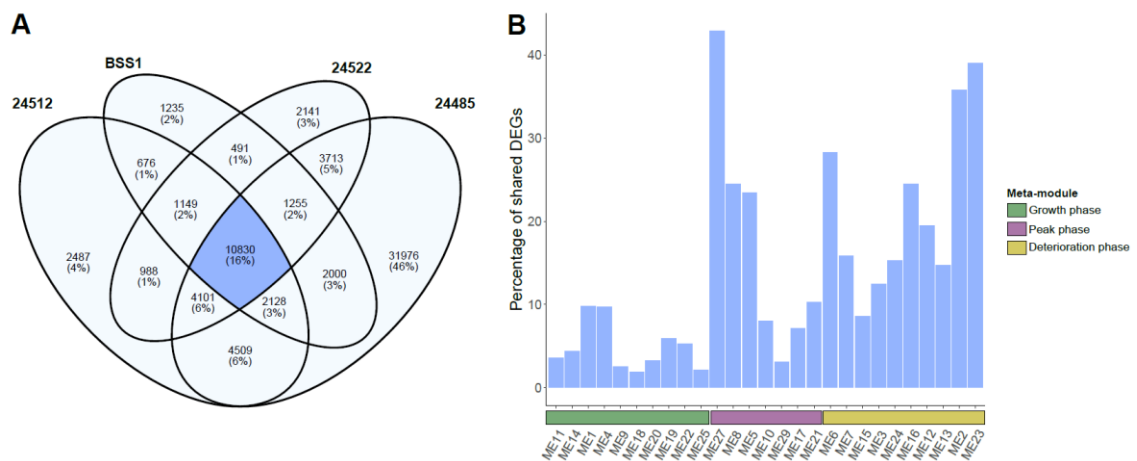 A
BSS1
24522
24512
24485
1235
(2%)
2141
(3%)
491
(1%)
676
(1%)
3713
(5%)
1149
(2%)
1255
(2%)
10830
(16%)
2487
(4%)
31976
(46%)
988
(1%)
2000
(3%)
4101
(6%)
2128
(3%)
4509
(6%)
B
Percentage of shared DEGs
40
30
20
10
0
ME11
ME14
ME1
ME4
ME9
ME18
ME20
ME19
ME22
ME25
ME27
ME8
ME5
ME10
ME29
ME17
ME21
ME6
ME7
ME15
ME3
ME24
ME16
ME12
ME13
ME2
ME23
Meta-module
Growth phase
Peak phase
Deterioration phase